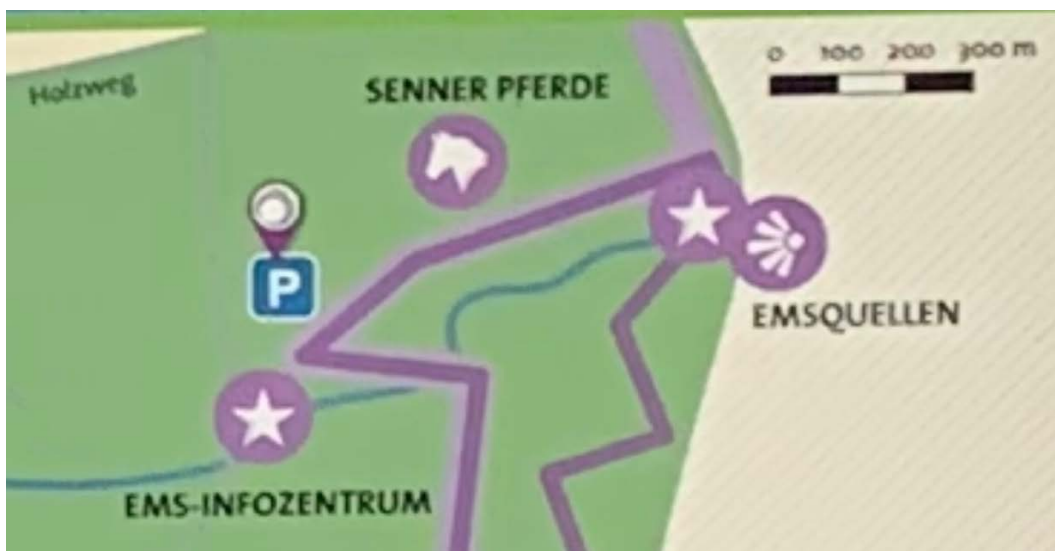 0 100 200 300 m
Holzweg
SENNER PFERDE
P
EMSQUELLEN
EMS-INFOZENTRUM